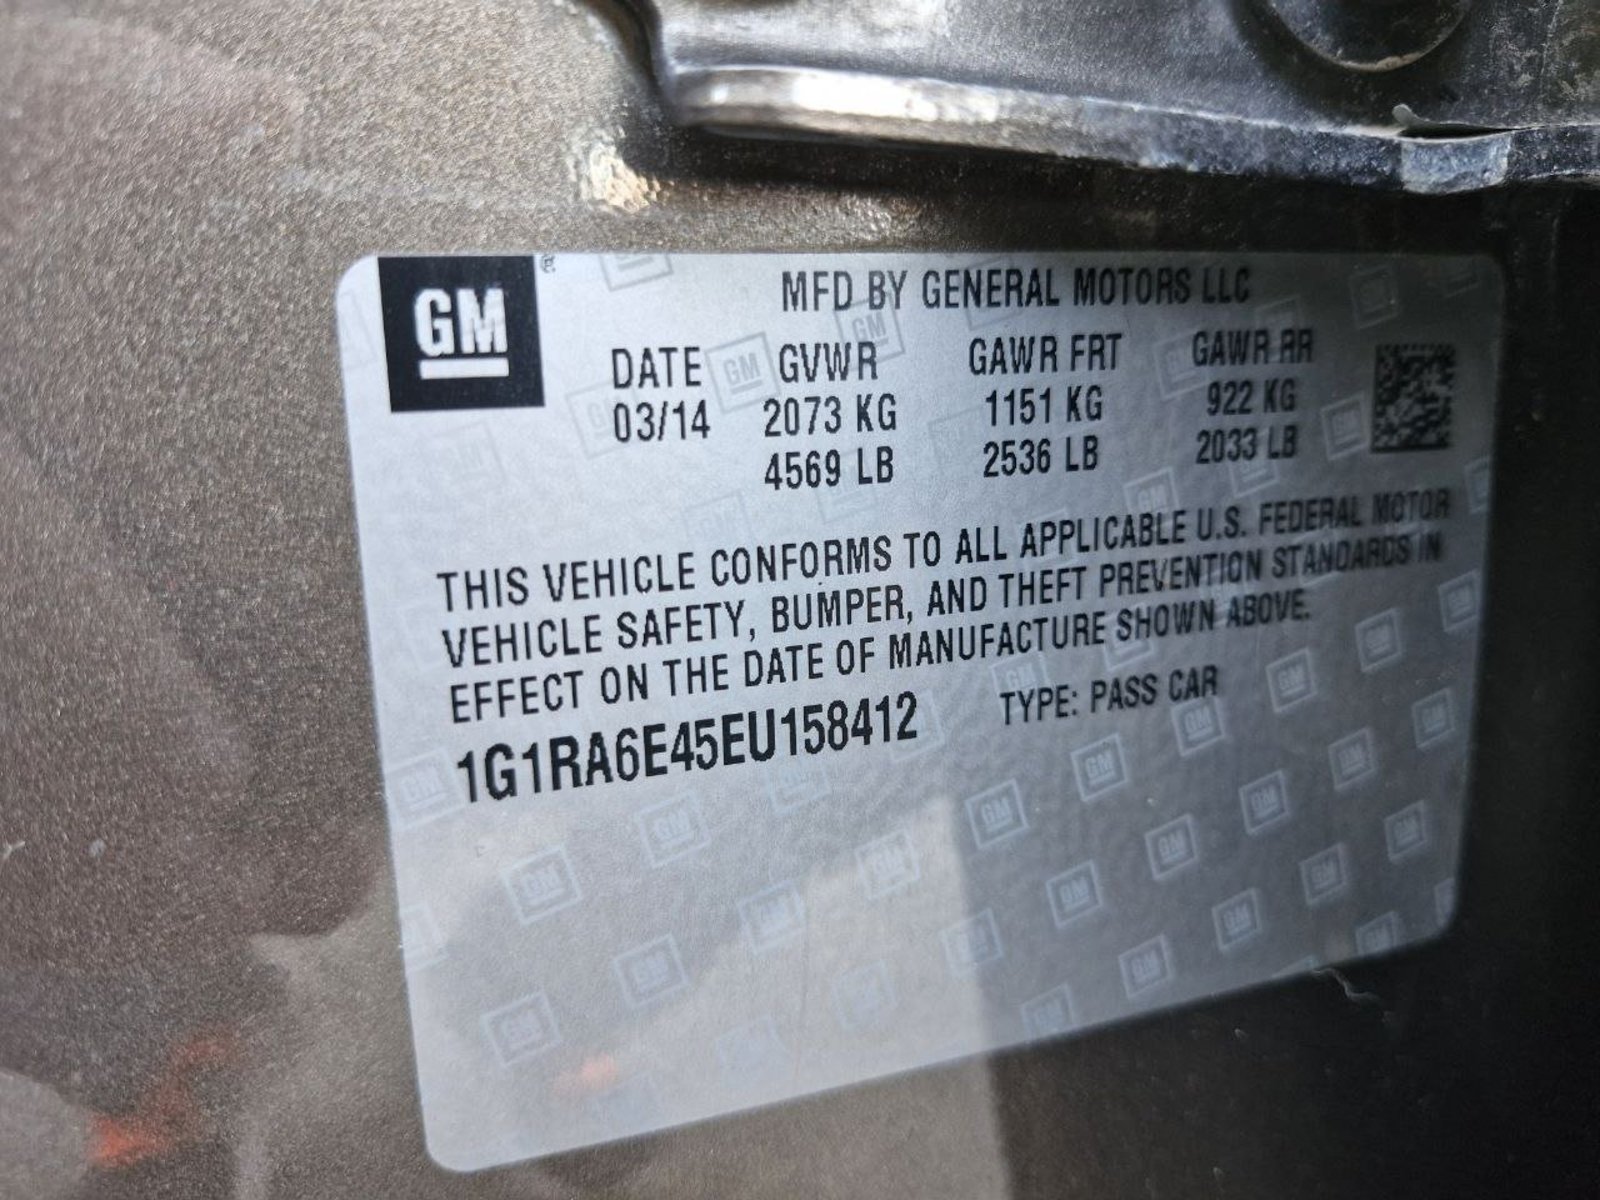 GM
MFD BY GENERAL MOTORS LLC
DATE GVWR GAWR FRT GAWR RR
03/14 2073 KG 1151 KG 922 KG
4569 LB 2536 LB 2033 LB
THIS VEHICLE CONFORMS TO ALL APPLICABLE U.S. FEDERAL MOTOR
VEHICLE SAFETY, BUMPER, AND THEFT PREVENTION STANDARDS IN
EFFECT ON THE DATE OF MANUFACTURE SHOWN ABOVE.
1G1RA6E45EU158412 TYPE: PASS CAR